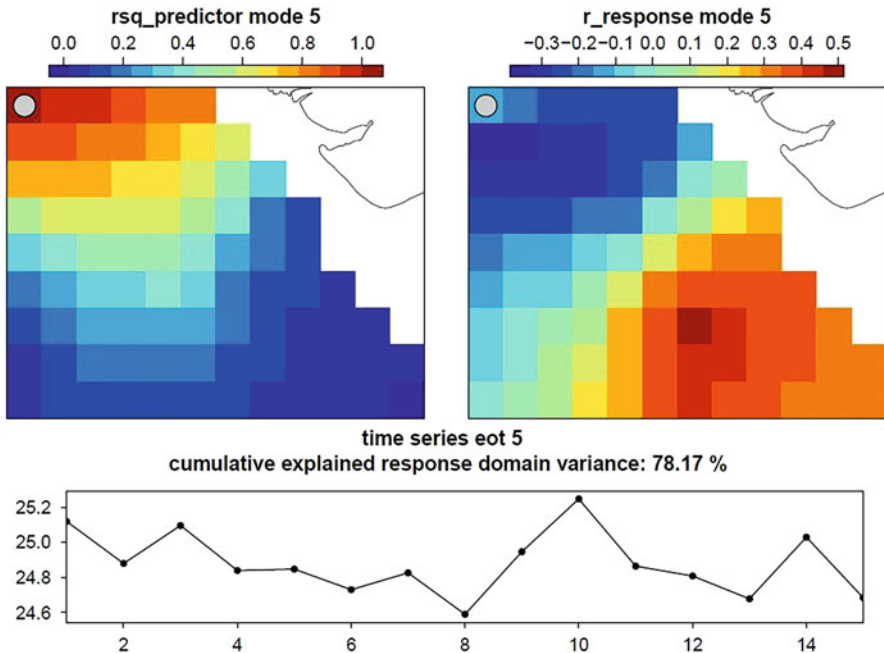 rsq_predictor mode 5
0.0 0.2 0.4 0.6 0.8 1.0
r_response mode 5
−0.3−0.2−0.1 0.0 0.1 0.2 0.3 0.5
time series eot 5
cumulative explained response domain variance: 78.17 %
25.2
25.0
24.8
24.6
2 4 6 8 10 12 14